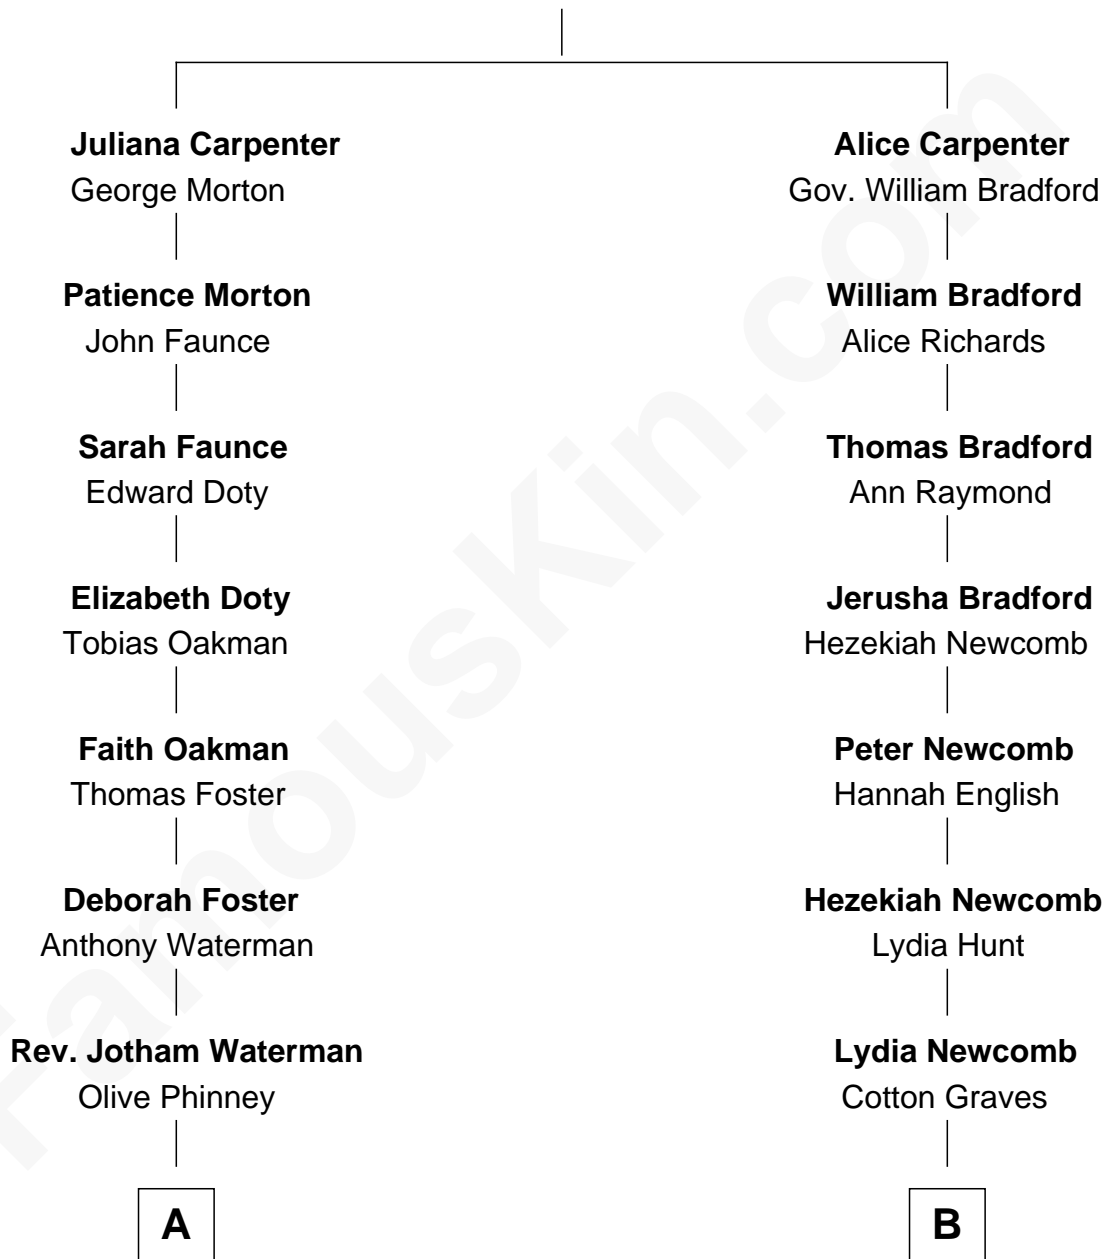 Juliana Carpenter
George Morton
Patience Morton
John Faunce
Sarah Faunce
Edward Doty
Elizabeth Doty
Tobias Oakman
Faith Oakman
Thomas Foster
Deborah Foster
Anthony Waterman
Rev. Jotham Waterman
Olive Phinney
A
Alice Carpenter
Gov. William Bradford
William Bradford
Alice Richards
Thomas Bradford
Ann Raymond
Jerusha Bradford
Hezekiah Newcomb
Peter Newcomb
Hannah English
Hezekiah Newcomb
Lydia Hunt
Lydia Newcomb
Cotton Graves
B
FamousKin.com